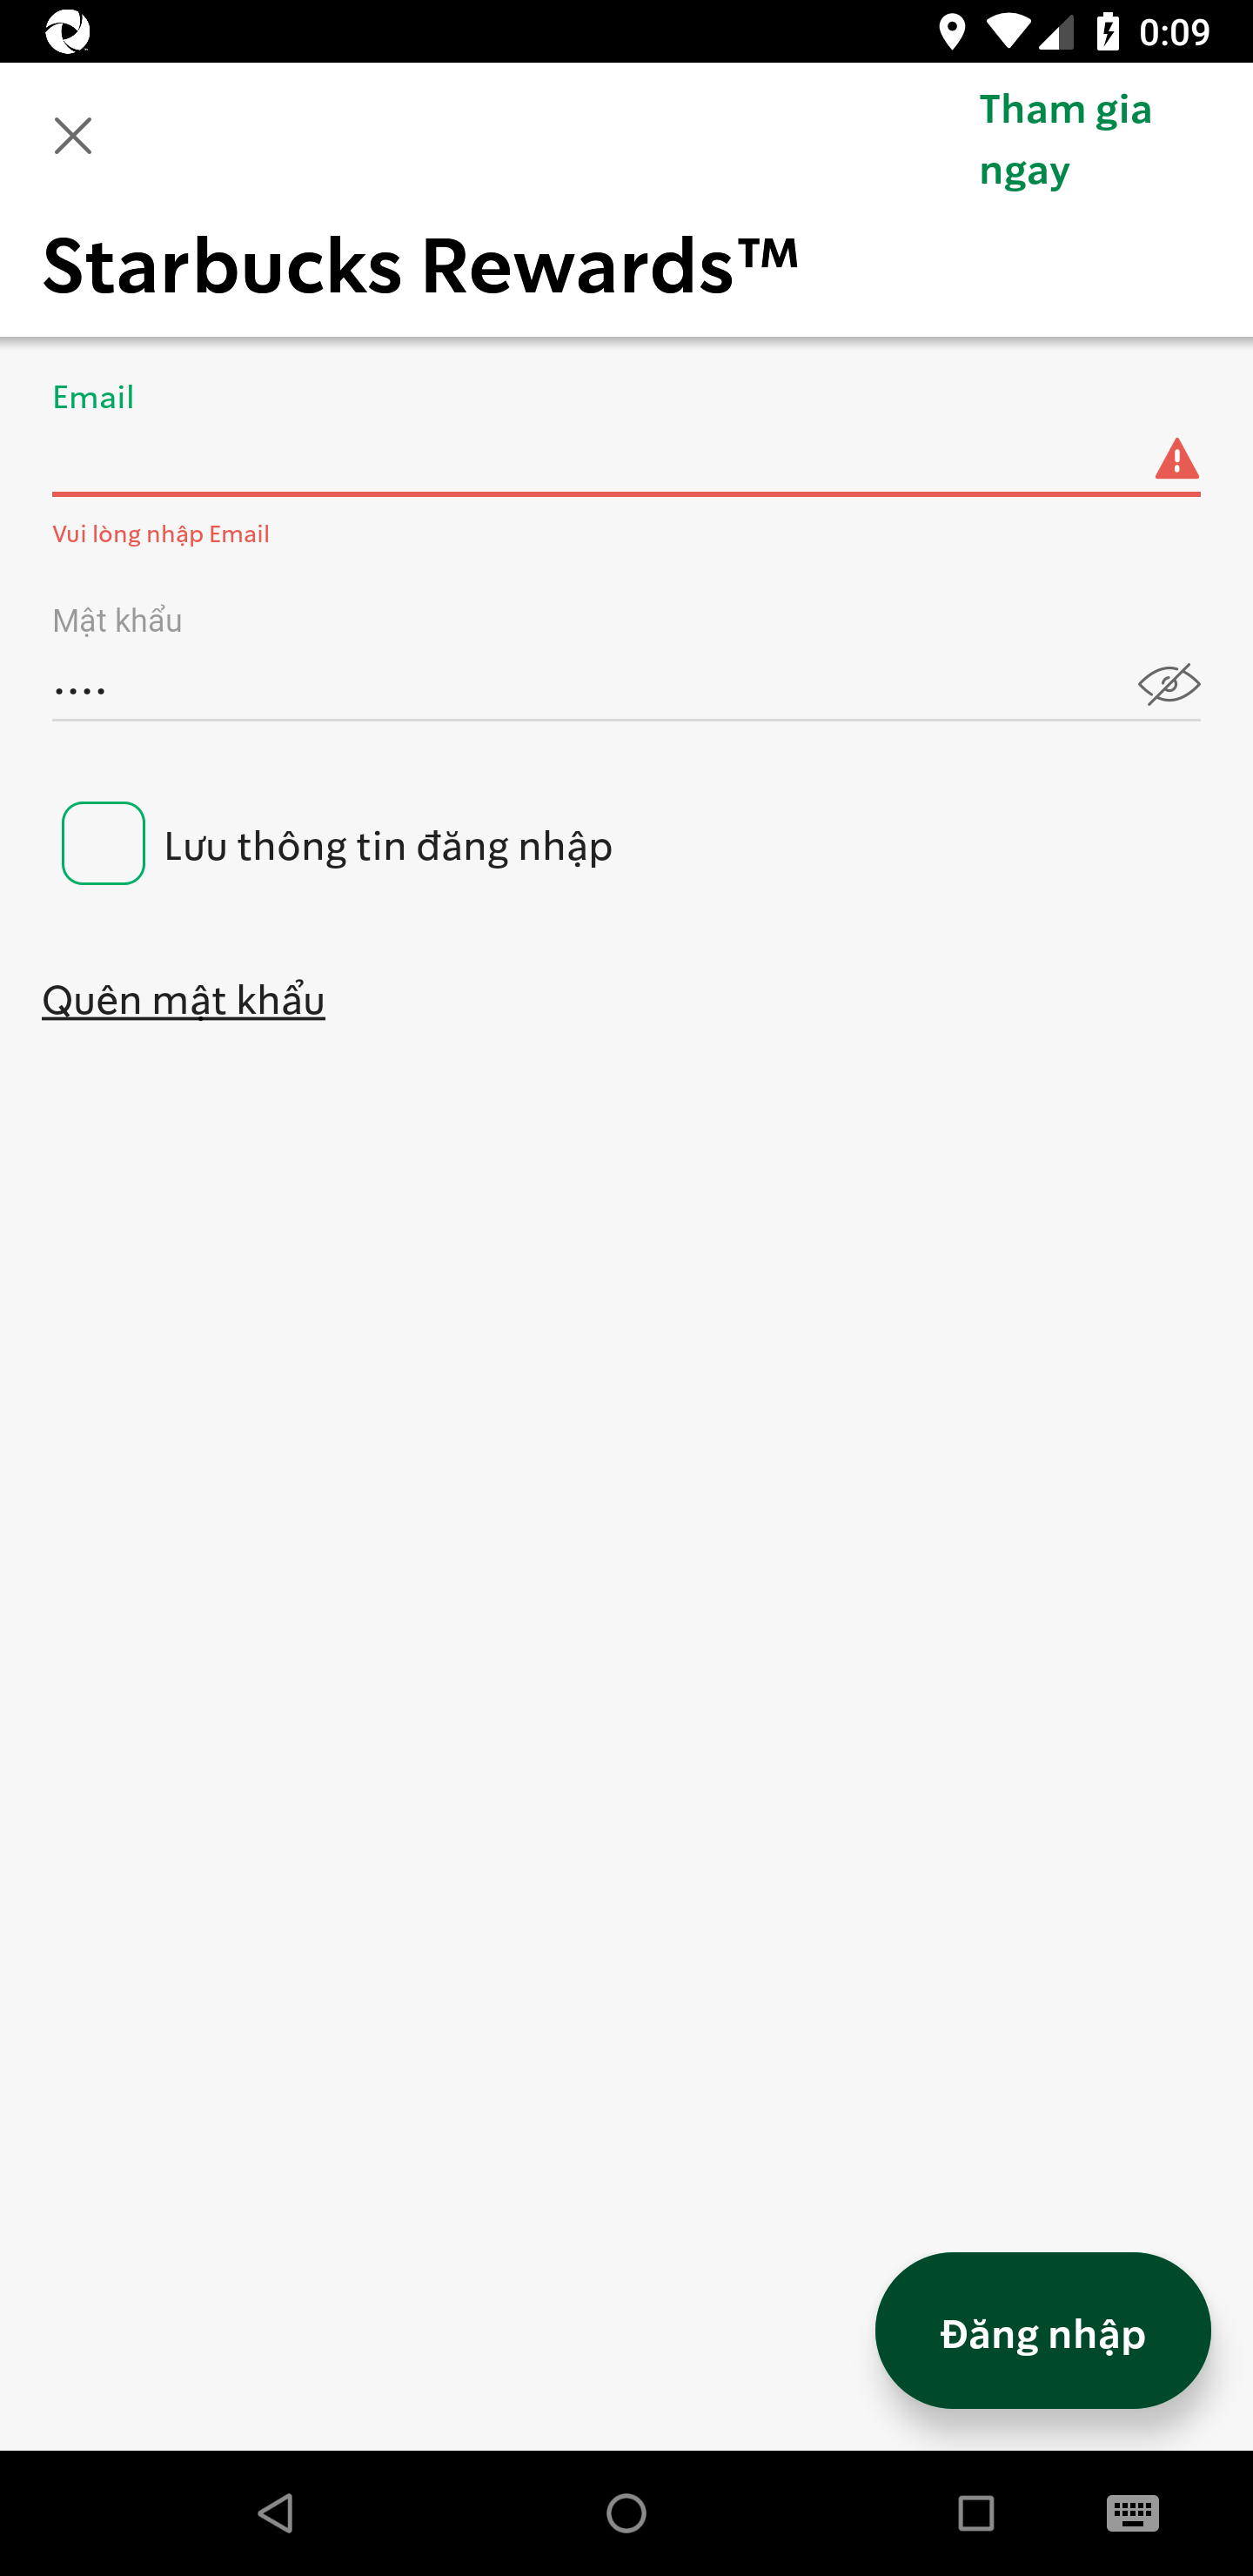 0:09
Tham gia
ngay
Starbucks Rewards™
Email
Vui lòng nhập Email
Mật khẩu
....
Lưu thông tin đăng nhập
Quên mật khẩu
Đăng nhập